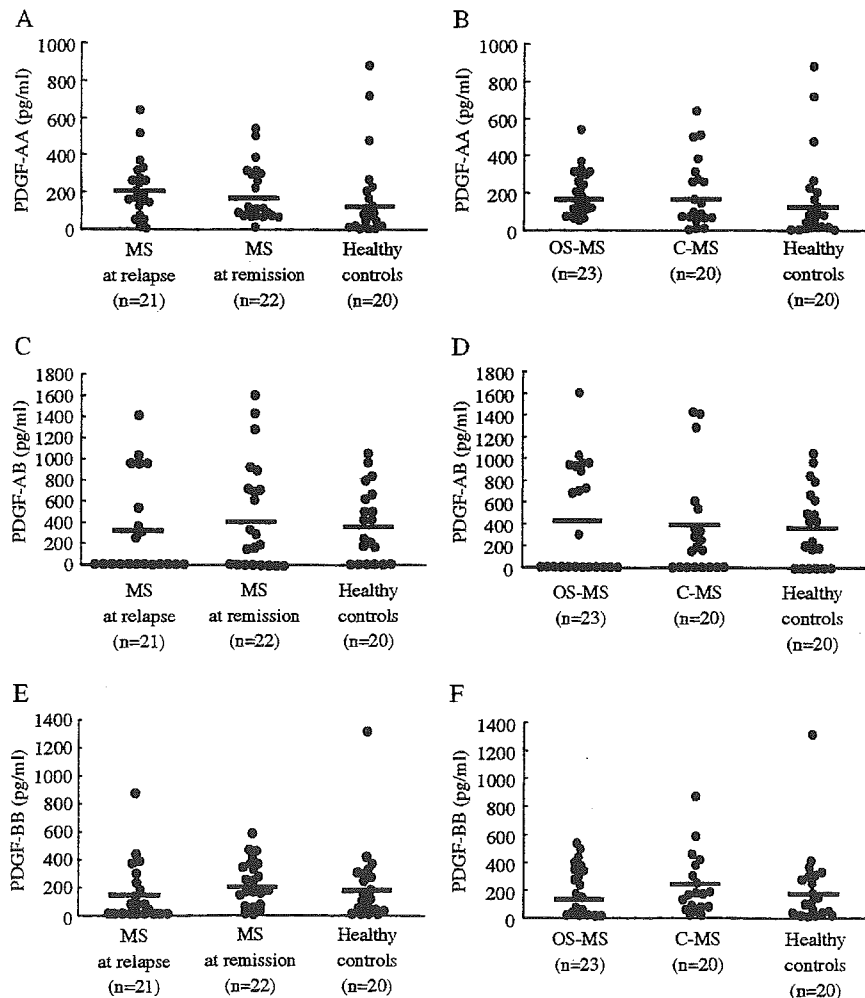 A
PDGF-AA (pg/ml)
1000
800
600
400
200
0
MS
at relapse
(n=21)
MS
at remission
(n=22)
Healthy
controls
(n=20)
B
PDGF-AA (pg/ml)
1000
800
600
400
200
0
OS-MS
(n=23)
C-MS
(n=20)
Healthy
controls
(n=20)
C
PDGF-AB (pg/ml)
1800
1600
1400
1200
1000
800
600
400
200
0
MS
at relapse
(n=21)
MS
at remission
(n=22)
Healthy
controls
(n=20)
D
PDGF-AB (pg/ml)
1800
1600
1400
1200
1000
800
600
400
200
0
OS-MS
(n=23)
C-MS
(n=20)
Healthy
controls
(n=20)
E
PDGF-BB (pg/ml)
1400
1200
1000
800
600
400
200
0
MS
at relapse
(n=21)
MS
at remission
(n=22)
Healthy
controls
(n=20)
F
PDGF-BB (pg/ml)
1400
1200
1000
800
600
400
200
0
OS-MS
(n=23)
C-MS
(n=20)
Healthy
controls
(n=20)